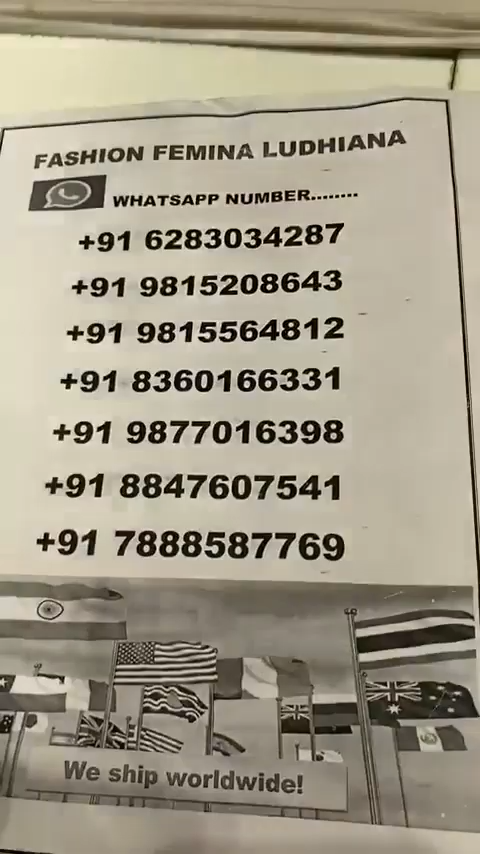 FASHION FEMINA LUDHIANA
WHATSAPP NUMBER........
+91 6283034287
+91 9815208643
+91 9815564812
+91 8360166331
+91 9877016398
+91 8847607541
+91 7888587769
We ship worldwide!